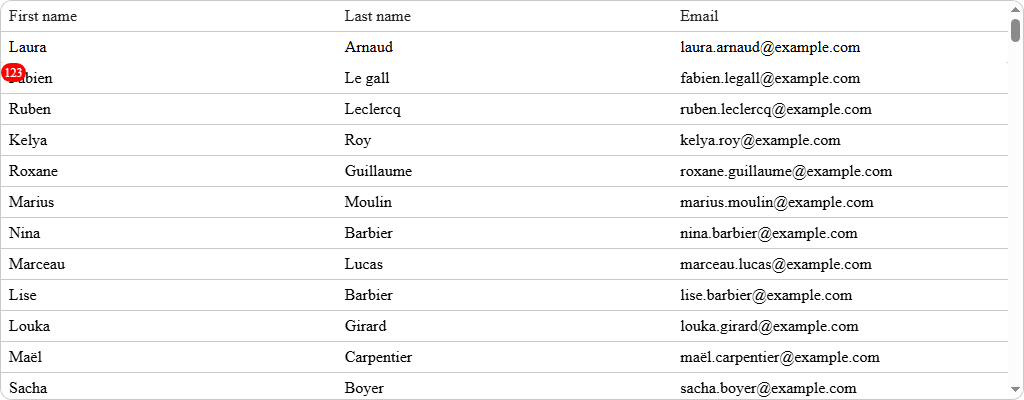 First name Last name Email
Laura Arnaud laura.arnaud@example.com
123
Fabien Le gall fabien.legall@example.com
Ruben Leclercq ruben.leclercq@example.com
Kelya Roy kelya.roy@example.com
Roxane Guillaume roxane.guillaume@example.com
Marius Moulin marius.moulin@example.com
Nina Barbier nina.barbier@example.com
Marceau Lucas marceau.lucas@example.com
Lise Barbier lise.barbier@example.com
Louka Girard louka.girard@example.com
Maël Carpentier maël.carpentier@example.com
Sacha Boyer sacha.boyer@example.com